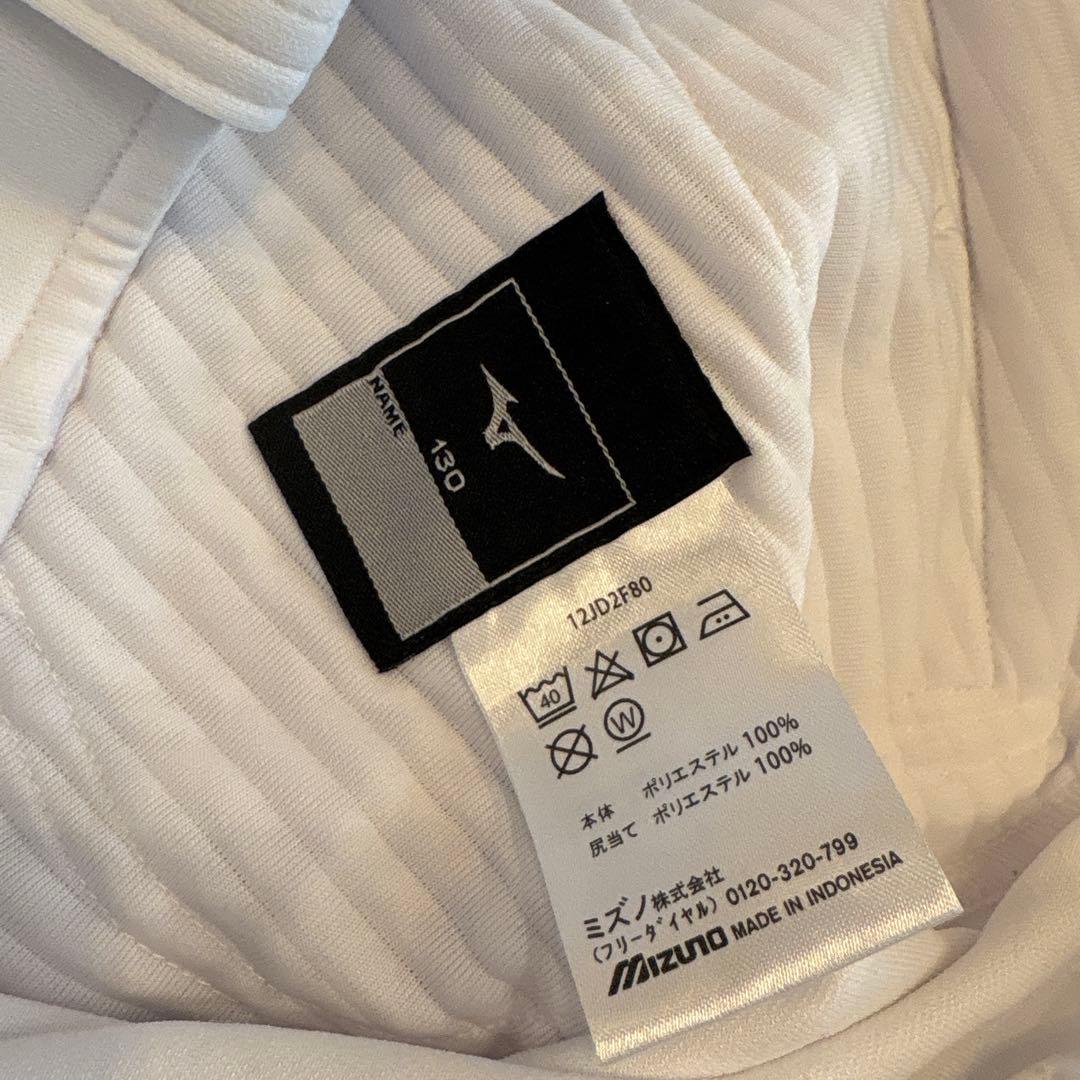 NAME
130
12JD2F80
40
W
本体 ポリエステル 100%
尻当て ポリエステル 100%
ミズノ株式会社
(フリーダイヤル) 0120-320-799
MIZUNO MADE IN INDONESIA